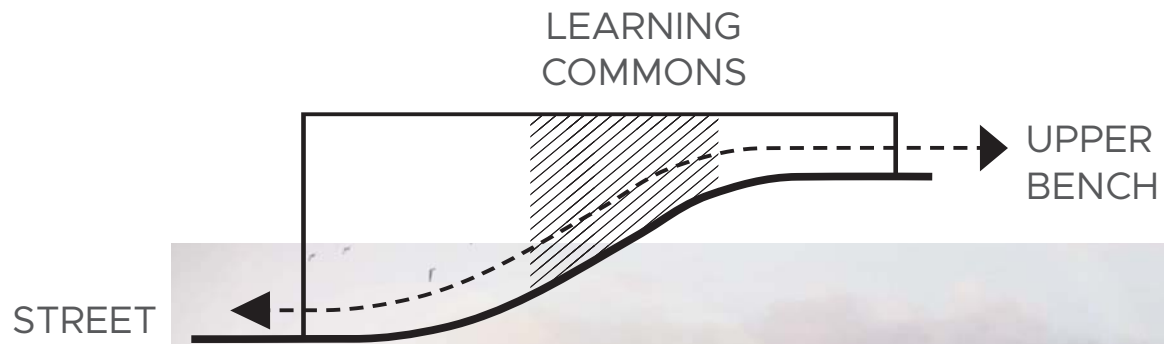 LEARNING
COMMONS
UPPER
BENCH
STREET